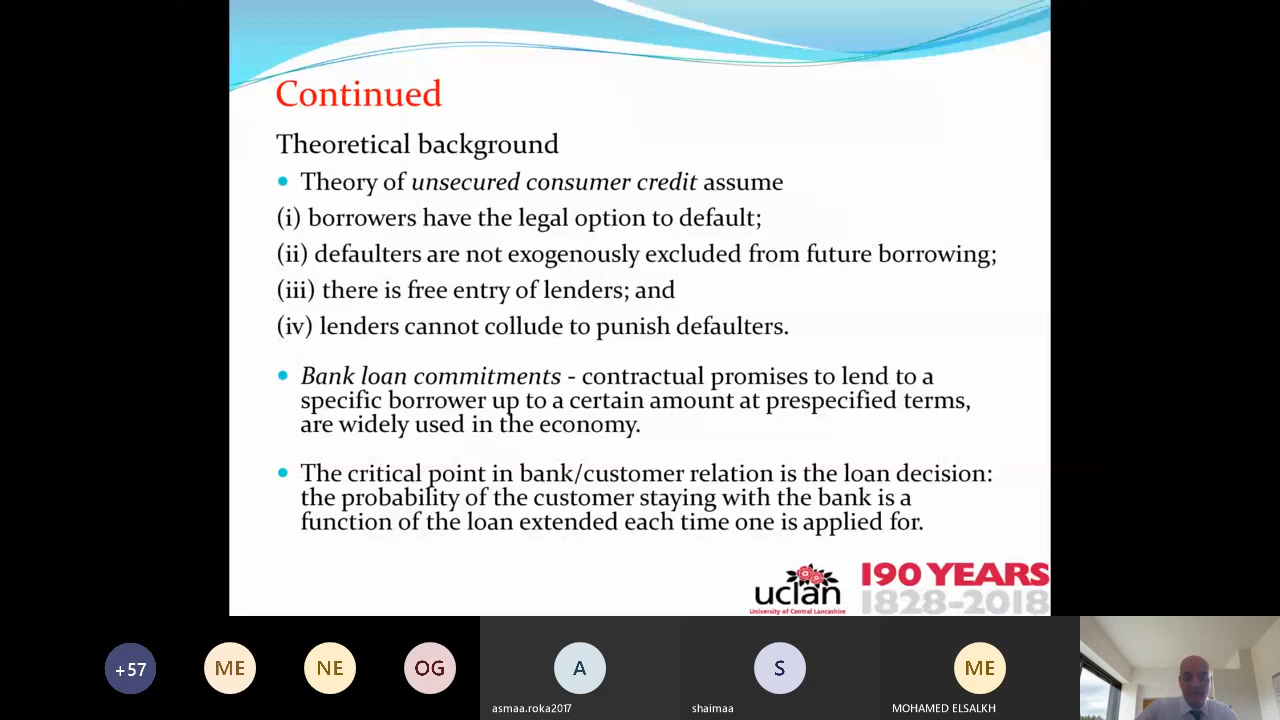 Continued
Theoretical background
Theory of unsecured consumer credit assume
(i) borrowers have the legal option to default;
(ii) defaulters are not exogenously excluded from future borrowing;
(iii) there is free entry of lenders; and
(iv) lenders cannot collude to punish defaulters.
Bank loan commitments - contractual promises to lend to a
specific borrower up to a certain amount at prespecified terms,
are widely used in the economy.
The critical point in bank/customer relation is the loan decision:
the probability of the customer staying with the bank is a
function of the loan extended each time one is applied for.
uclan
University of Central Lancashire
190 YEARS
1828-2018
+57
ME
NE
OG
A
S
ME
asmaa.roka2017
shaimaa
MOHAMED ELSALKH